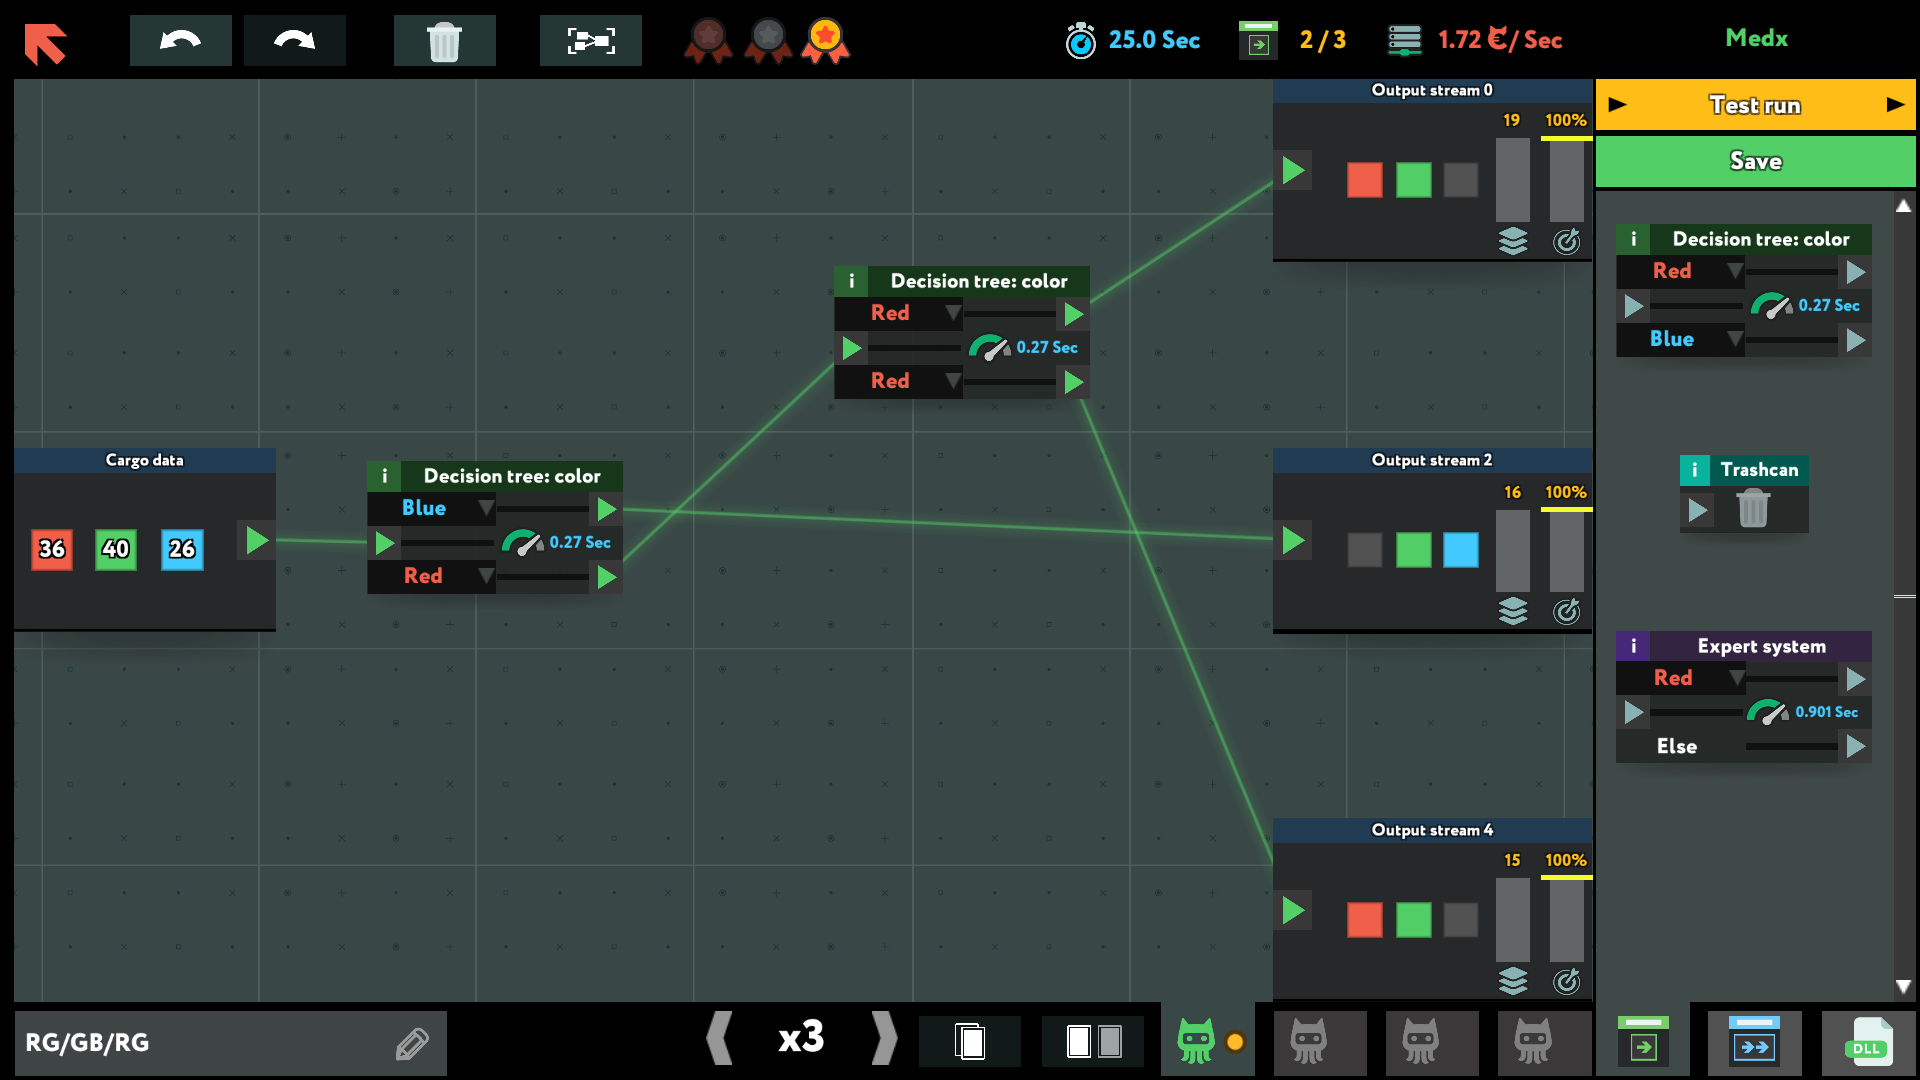 25.0 Sec
2 / 3
1.72 / Sec
Medx
Output stream 0
19
100%
Test run
Save
i
Decision tree: color
Red
0.27 Sec
Blue
i
Decision tree: color
Red
0.27 Sec
Red
Cargo data
36
40
26
i
Decision tree: color
Blue
0.27 Sec
Red
Output stream 2
16
100%
i
Trashcan
i
Expert system
Red
0.901 Sec
Else
Output stream 4
15
100%
RG/GB/RG
x3
DLL